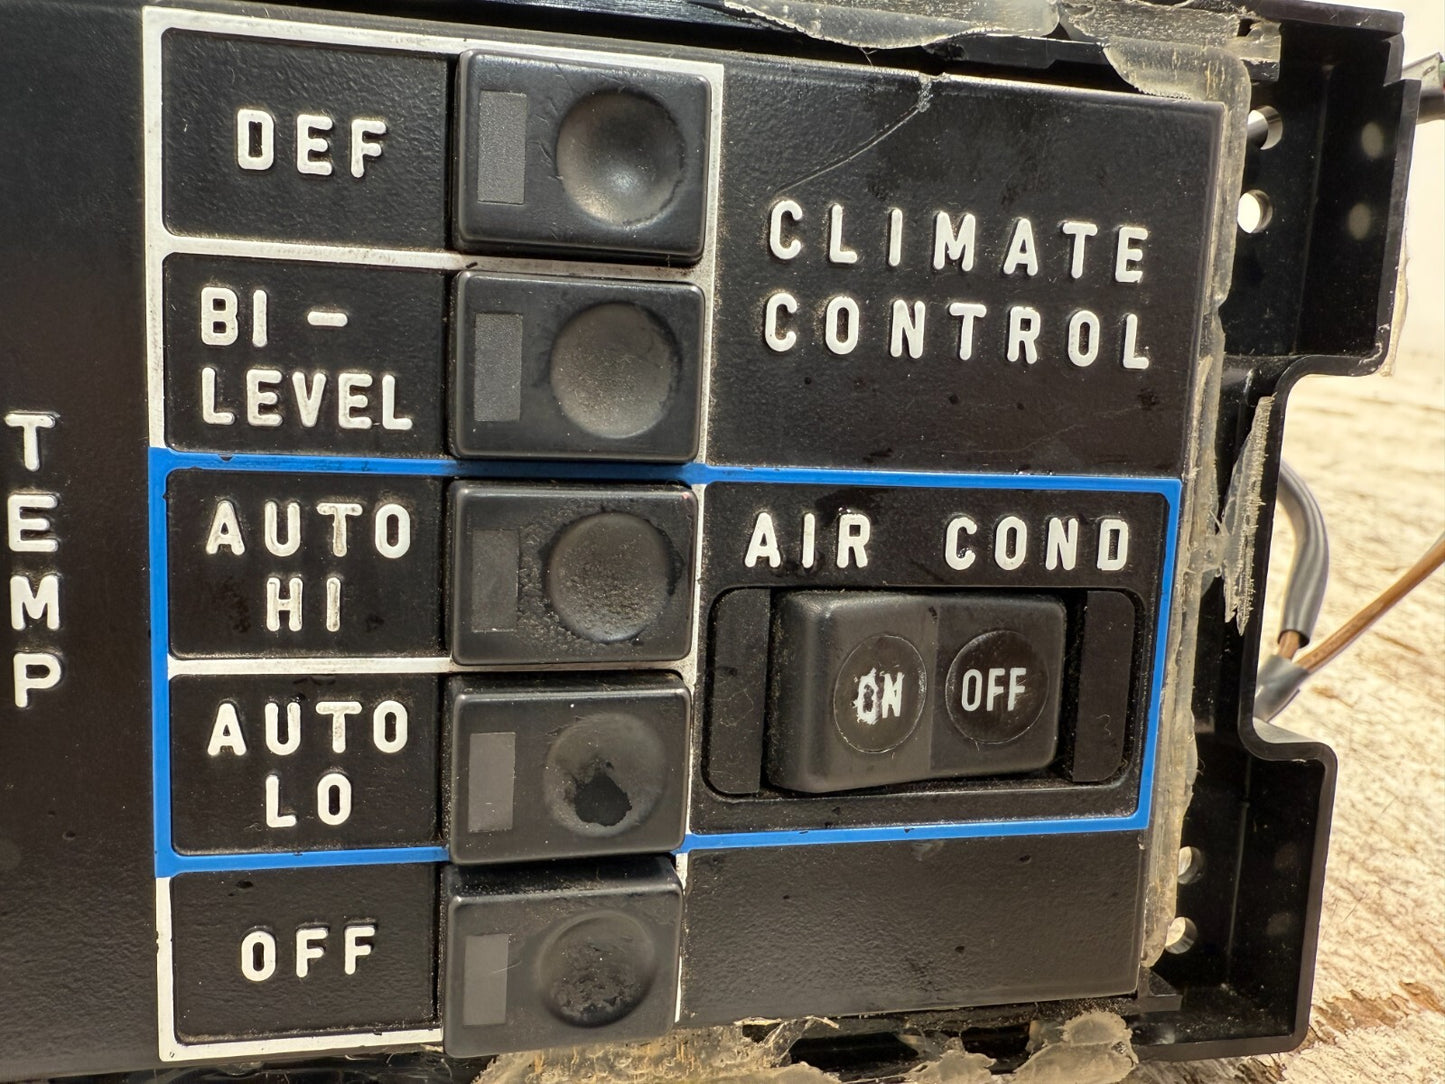 TEMP
DEF
BI-
LEVEL
AUTO
HI
AUTO
LO
OFF
CLIMATE
CONTROL
AIR COND
ON OFF